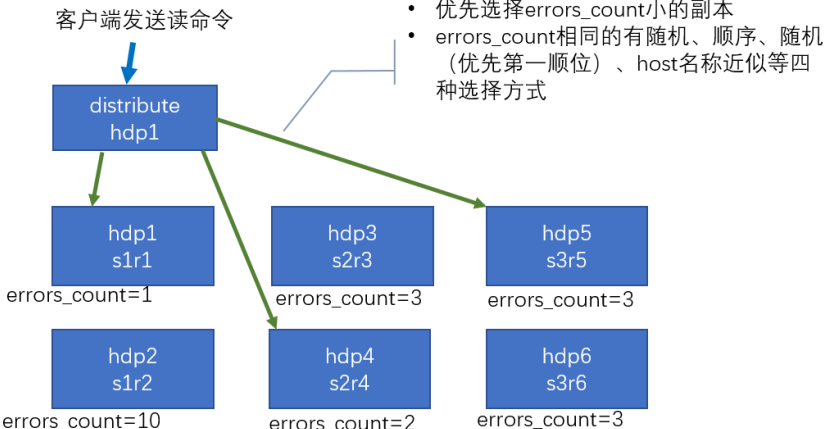 客户端发送读命令
• 优先选择errors_count小的副本
• errors_count相同的有随机、顺序、随机
（优先第一顺位）、host名称近似等四
种选择方式
distribute
hdp1
hdp1
s1r1
errors_count=1
hdp3
s2r3
errors_count=3
hdp5
s3r5
errors_count=3
hdp2
s1r2
errors_count=10
hdp4
s2r4
errors_count=2
hdp6
s3r6
errors_count=3